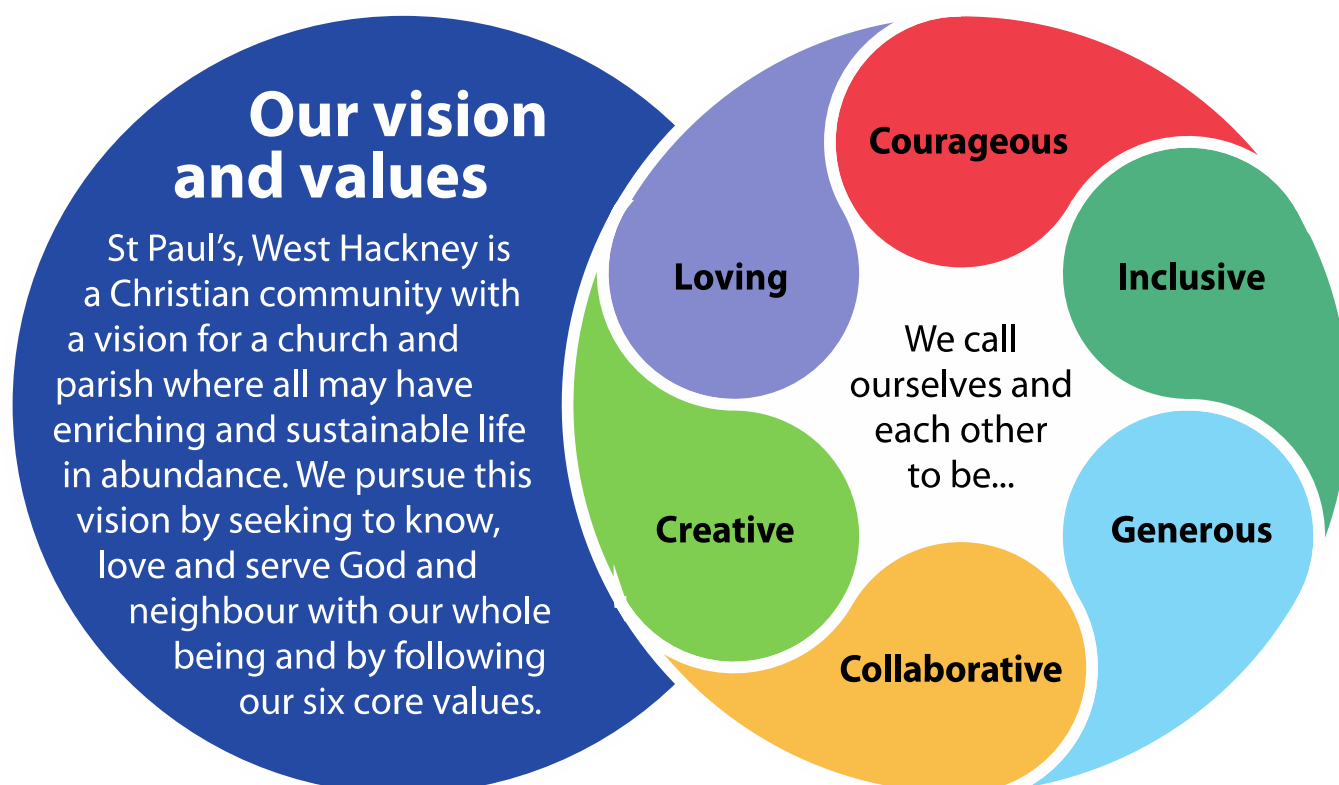 Our vision
and values
St Paul's, West Hackney is
a Christian community with
a vision for a church and
parish where all may have
enriching and sustainable life
in abundance. We pursue this
vision by seeking to know,
love and serve God and
neighbour with our whole
being and by following
our six core values.
We call
ourselves and
each other
to be...
Courageous
Inclusive
Generous
Collaborative
Creative
Loving